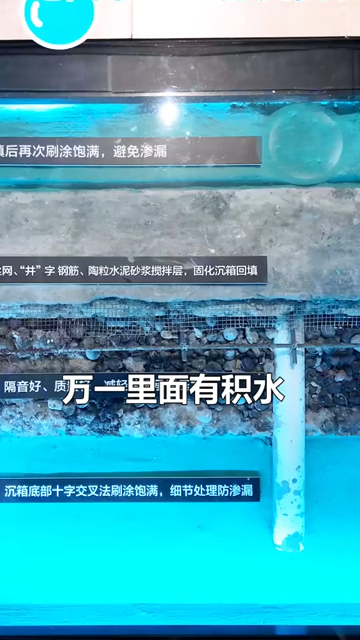 填后再次刷涂饱满，避免渗漏
网、“井”字 钢筋、陶粒水泥砂浆搅拌层，固化沉箱回填
隔音好、质
万一里面有积水
沉箱底部十字交叉法刷涂饱满，细节处理防渗漏